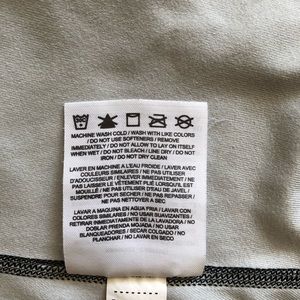 MACHINE WASH COLD / WASH WITH LIKE COLORS
/ DO NOT USE SOFTENERS / REMOVE
IMMEDIATELY / DO NOT ALLOW TO LAY ON ITSELF
WHEN WET / DO NOT BLEACH / LINE DRY / DO NOT
IRON / DO NOT DRY CLEAN
LAVER EN MACHINE A L'EAU FROIDE / LAVER AVEC
COULEURS SIMILAIRES / NE PAS UTILISER
D'ADOUCISSEUR / ENLEVER IMMEDIATEMENT / NE
PAS LAISSER LE VÊTEMENT PLIÉ LORSQU'IL EST
MOUILLÉ / NE PAS UTILISER D'EAU DE JAVEL /
SUSPENDRE POUR SECHER / NE PAS REPASSER /
NE PAS NETTOYER A SEC
LAVAR A MAQUINA EN AGUA FRIA / LAVAR CON
COLORES SIMILARES / NO USAR SUAVIZANTES /
RETIRAR INMEDIATAMENTE DE LA LAVADORA / NO
DOBLAR PRENDA MOJADA / NO USAR
BLANQUEADORES / SECAR COLGADO / NO
PLANCHAR / NO LAVAR EN SECO